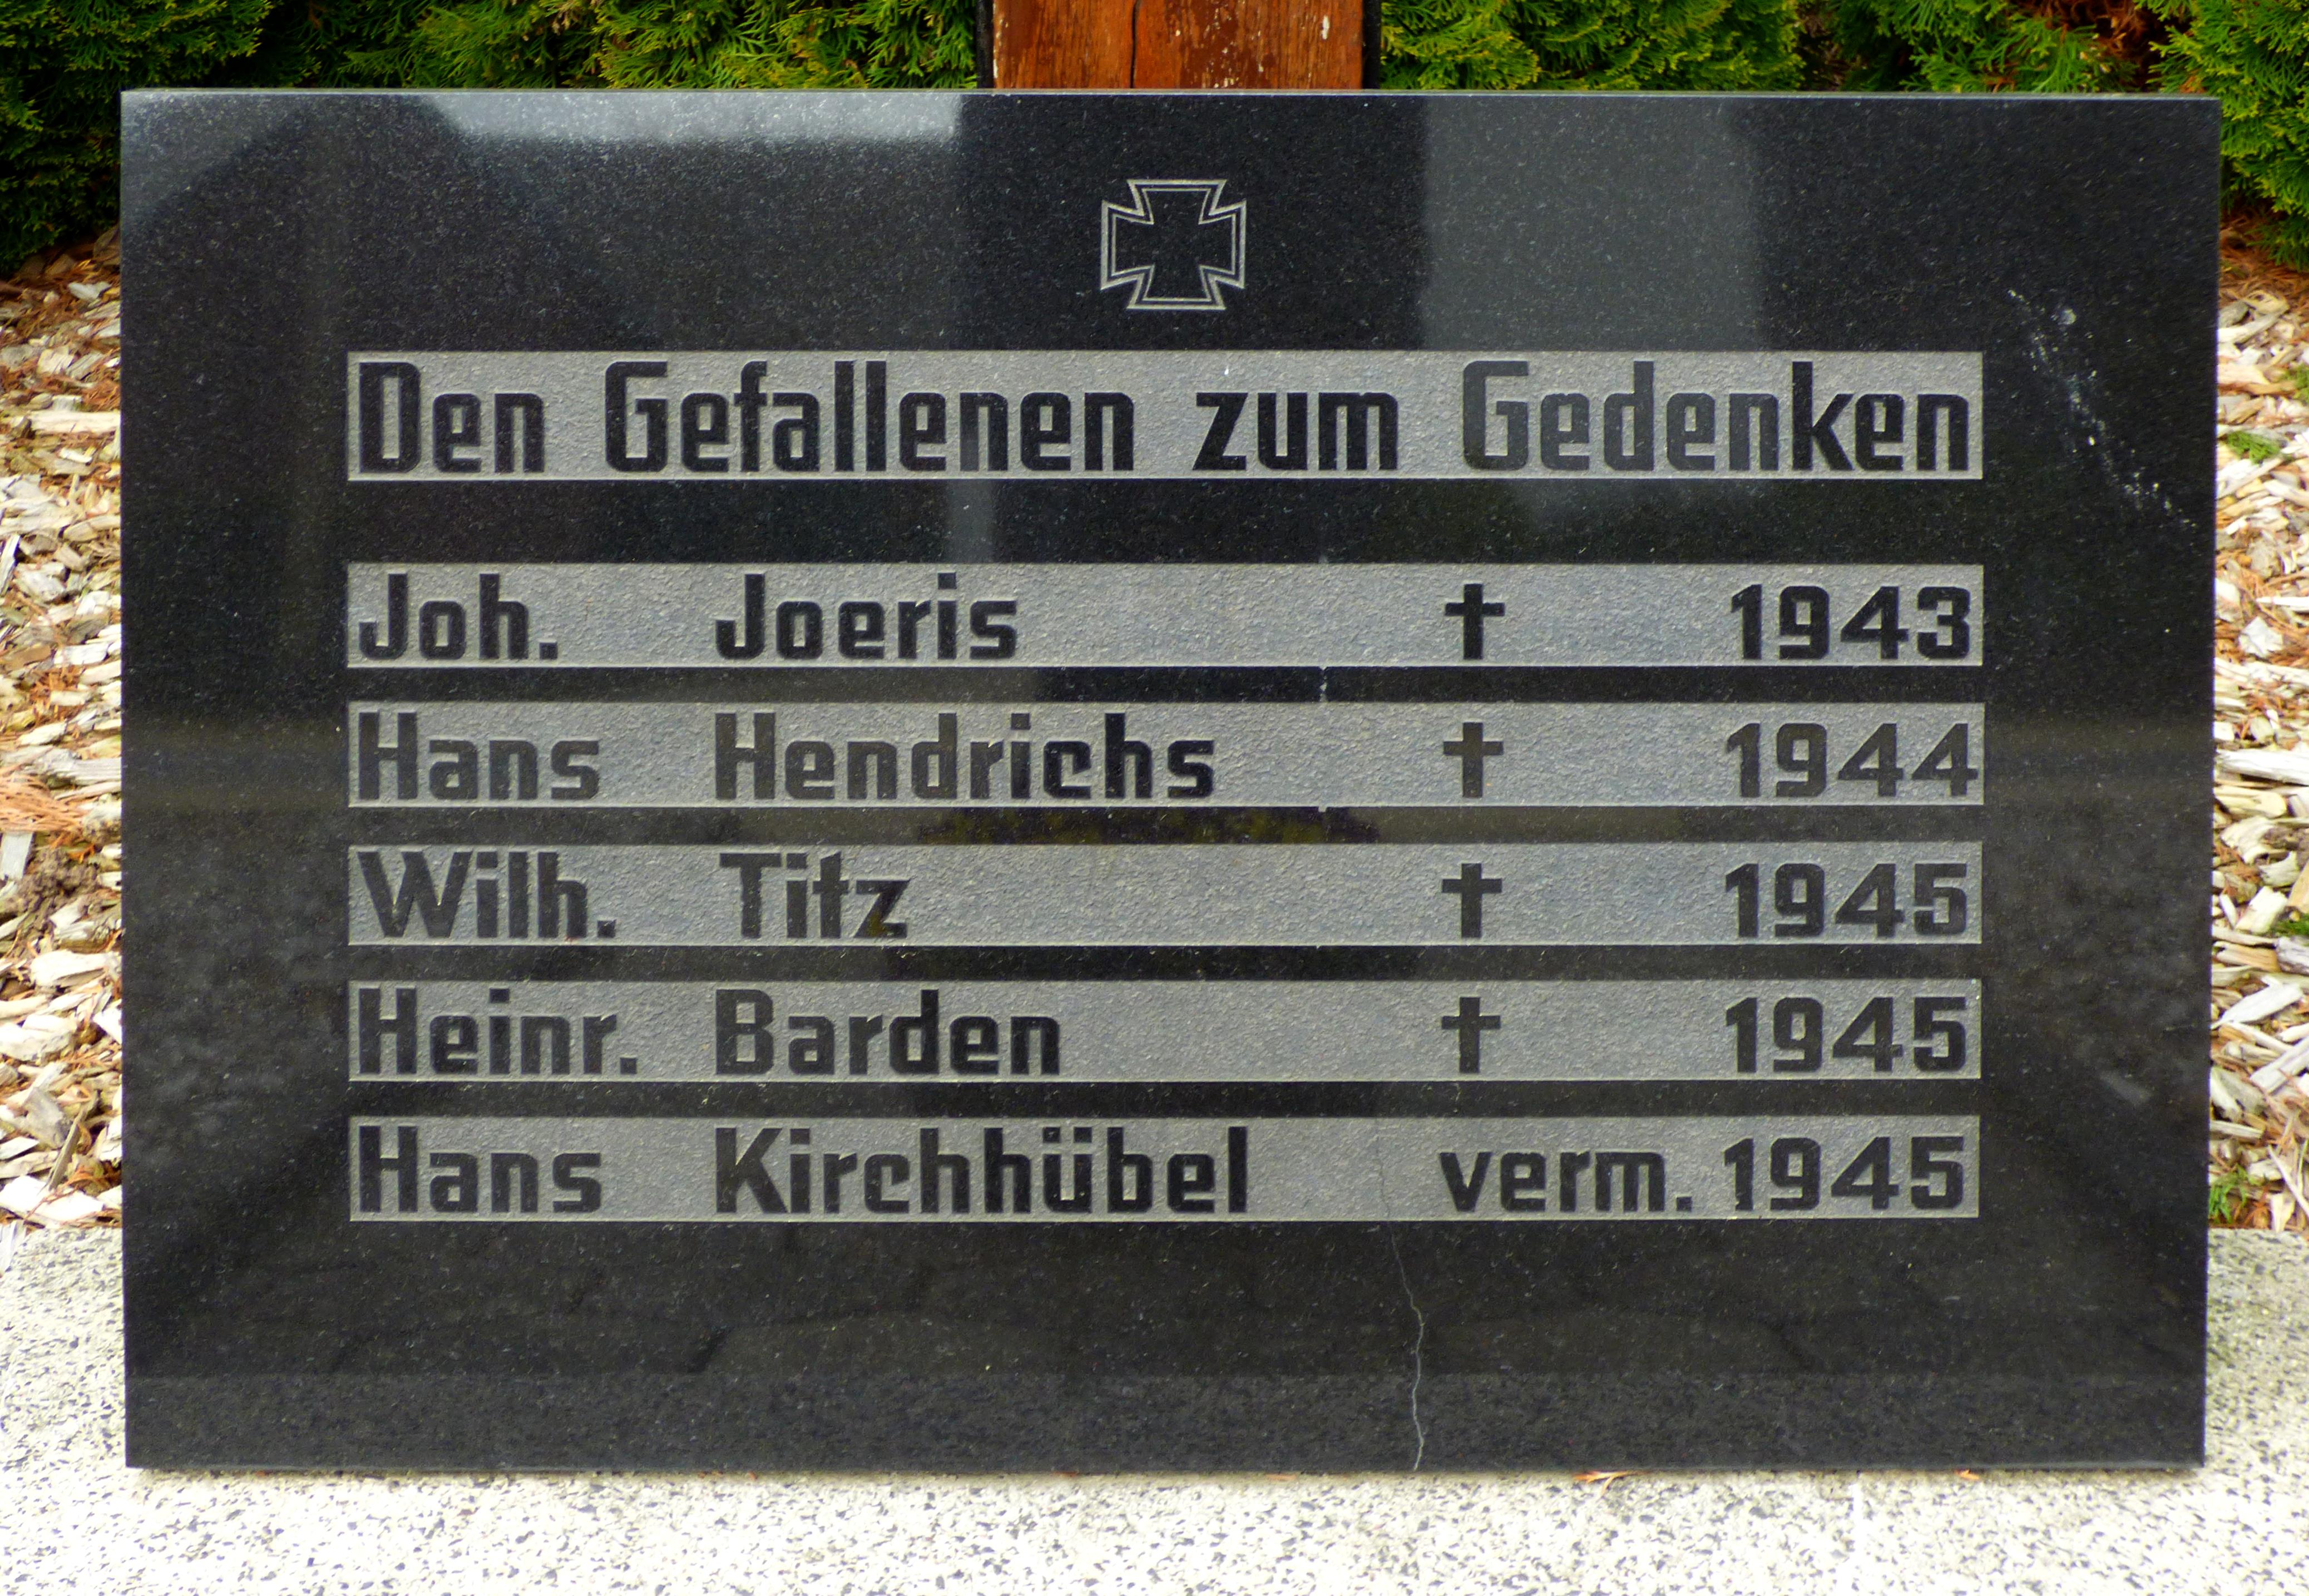 Den Gefallenen zum Gedenken
Joh. Joeris † 1943
Hans Hendrichs † 1944
Wilh. Titz † 1945
Heinr. Barden † 1945
Hans Kirchhübel verm. 1945